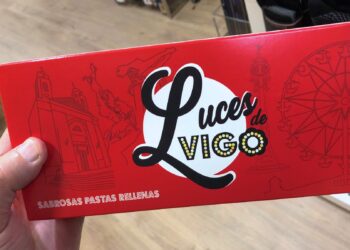 Luces
de
VIGO
SABROSAS PASTAS RELLENAS